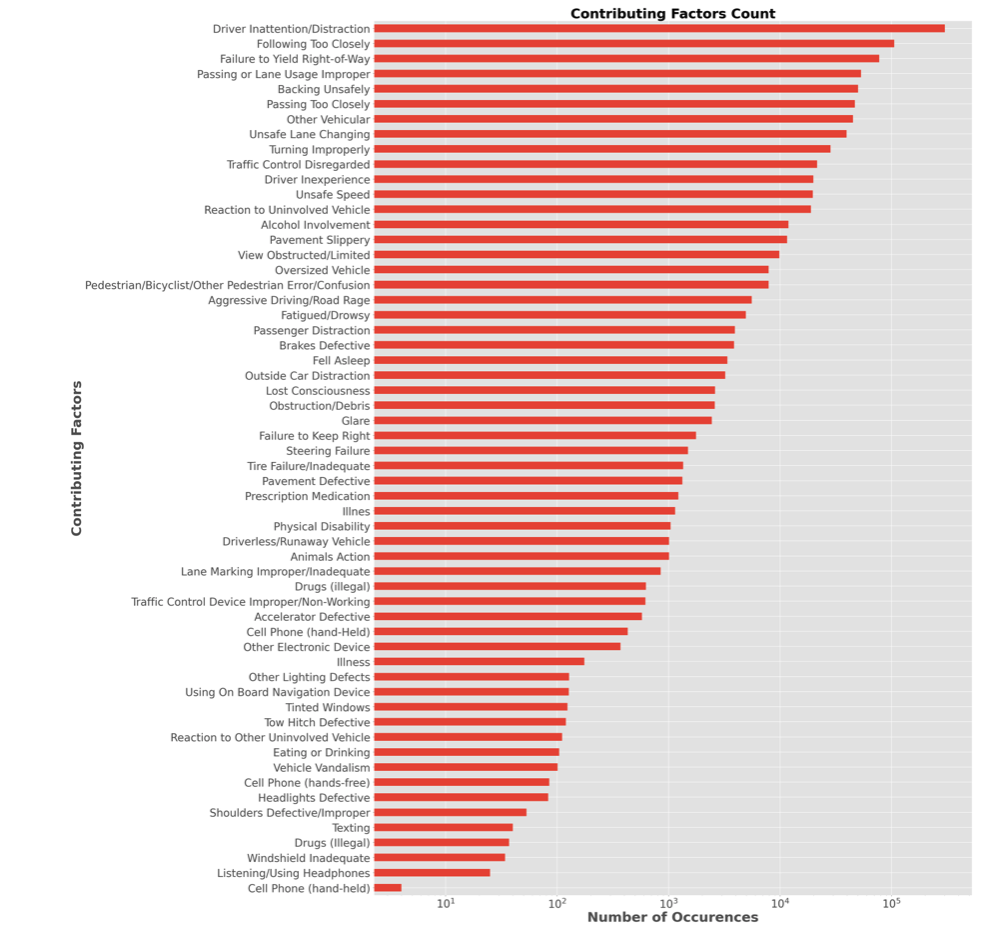 Contributing Factors Count
Driver Inattention/Distraction
Following Too Closely
Failure to Yield Right-of-Way
Passing or Lane Usage Improper
Backing Unsafely
Passing Too Closely
Other Vehicular
Unsafe Lane Changing
Turning Improperly
Traffic Control Disregarded
Driver Inexperience
Unsafe Speed
Reaction to Uninvolved Vehicle
Alcohol Involvement
Pavement Slippery
View Obstructed/Limited
Oversized Vehicle
Pedestrian/Bicyclist/Other Pedestrian Error/Confusion
Aggressive Driving/Road Rage
Fatigued/Drowsy
Passenger Distraction
Brakes Defective
Fell Asleep
Outside Car Distraction
Lost Consciousness
Obstruction/Debris
Glare
Failure to Keep Right
Steering Failure
Tire Failure/Inadequate
Pavement Defective
Prescription Medication
Illnes
Physical Disability
Driverless/Runaway Vehicle
Animals Action
Lane Marking Improper/Inadequate
Drugs (illegal)
Traffic Control Device Improper/Non-Working
Accelerator Defective
Cell Phone (hand-Held)
Other Electronic Device
Illness
Other Lighting Defects
Using On Board Navigation Device
Tinted Windows
Tow Hitch Defective
Reaction to Other Uninvolved Vehicle
Eating or Drinking
Vehicle Vandalism
Cell Phone (hands-free)
Headlights Defective
Shoulders Defective/Improper
Texting
Drugs (Illegal)
Windshield Inadequate
Listening/Using Headphones
Cell Phone (hand-held)
Contributing Factors
10¹ 10² 10³ 10⁴ 10⁵
Number of Occurences